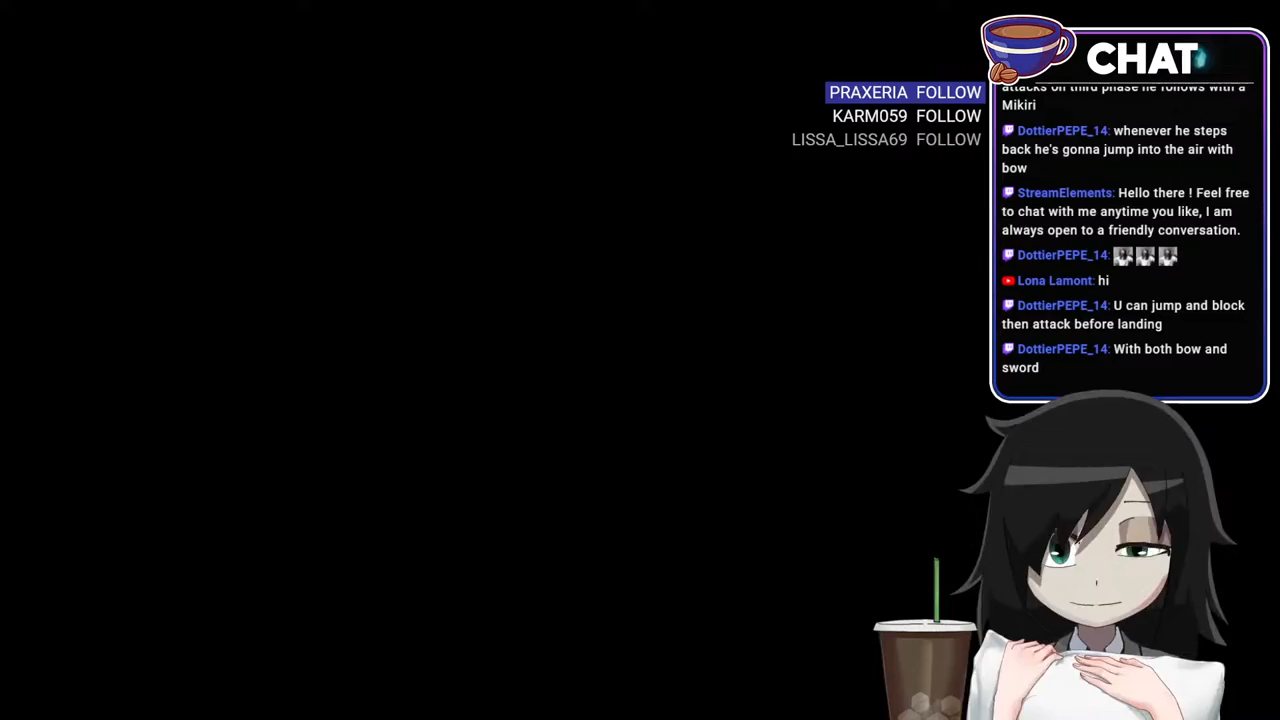 CHAT
PRAXERIA FOLLOW
KARM059 FOLLOW
LISSA_LISSA69 FOLLOW
attacks on third phase he follows with a
Mikiri
DottierPEPE_14: whenever he steps
back he's gonna jump into the air with
bow
StreamElements: Hello there ! Feel free
to chat with me anytime you like, I am
always open to a friendly conversation.
DottierPEPE_14:
Lona Lamont: hi
DottierPEPE_14: U can jump and block
then attack before landing
DottierPEPE_14: With both bow and
sword